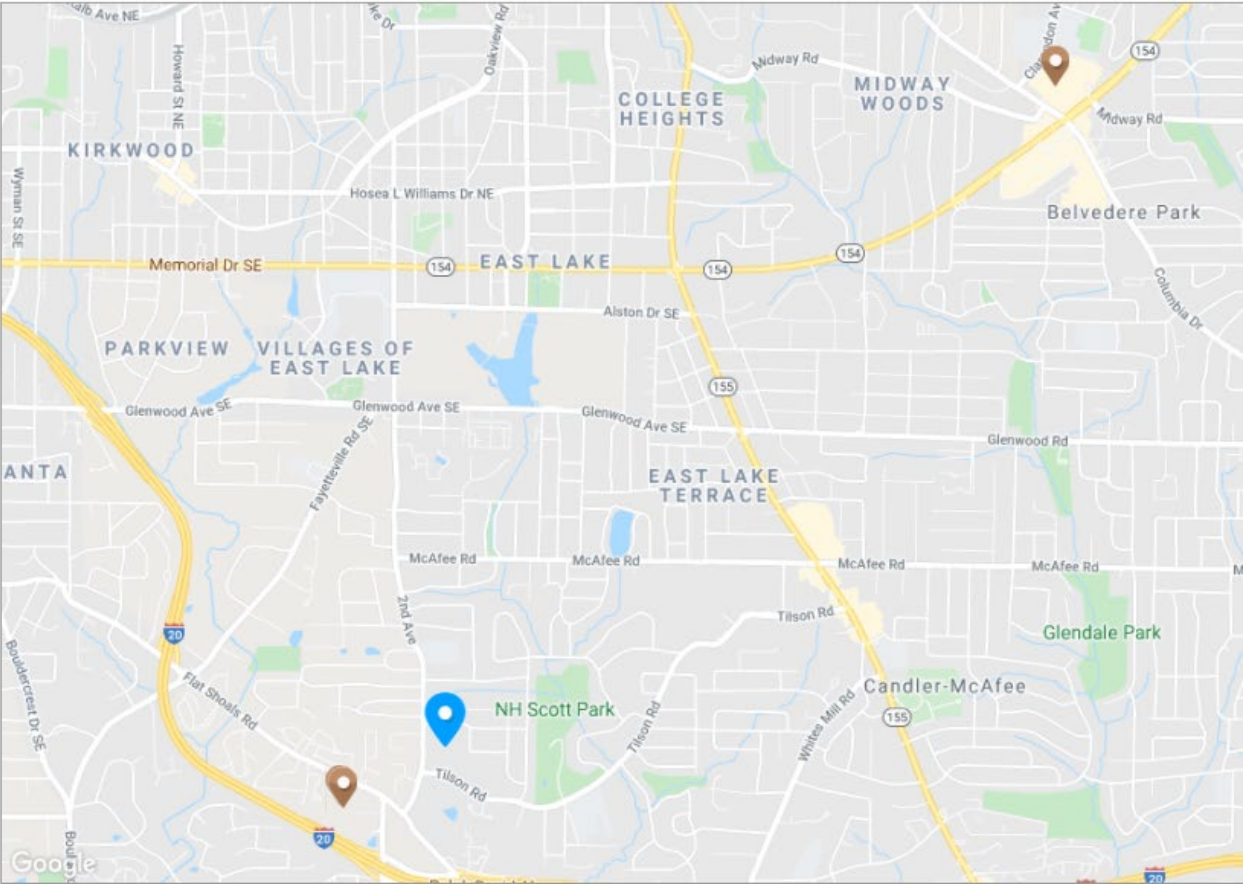 Howard St NE
Oakview Rd
154
Midway Rd
COLLEGE
HEIGHTS
MIDWAY
WOODS
Midway Rd
KIRKWOOD
Wyman St SE
Hosea L Williams Dr NE
Belvedere Park
Memorial Dr SE
154
EAST LAKE
154
154
Columbia Dr
Alston Dr SE
PARKVIEW
VILLAGES OF
EAST LAKE
155
Glenwood Ave SE
Glenwood Ave SE
Glenwood Ave SE
Glenwood Rd
ANTA
Fayetteville Rd SE
EAST LAKE
TERRACE
McAfee Rd
McAfee Rd
McAfee Rd
McAfee Rd
2nd Ave
Tilson Rd
20
Glendale Park
Bouldercrest Dr SE
Flat Shoals Rd
Candler-McAfee
NH Scott Park
155
Tilson Rd
Whites Mill Rd
Tilson Rd
20
Google
20